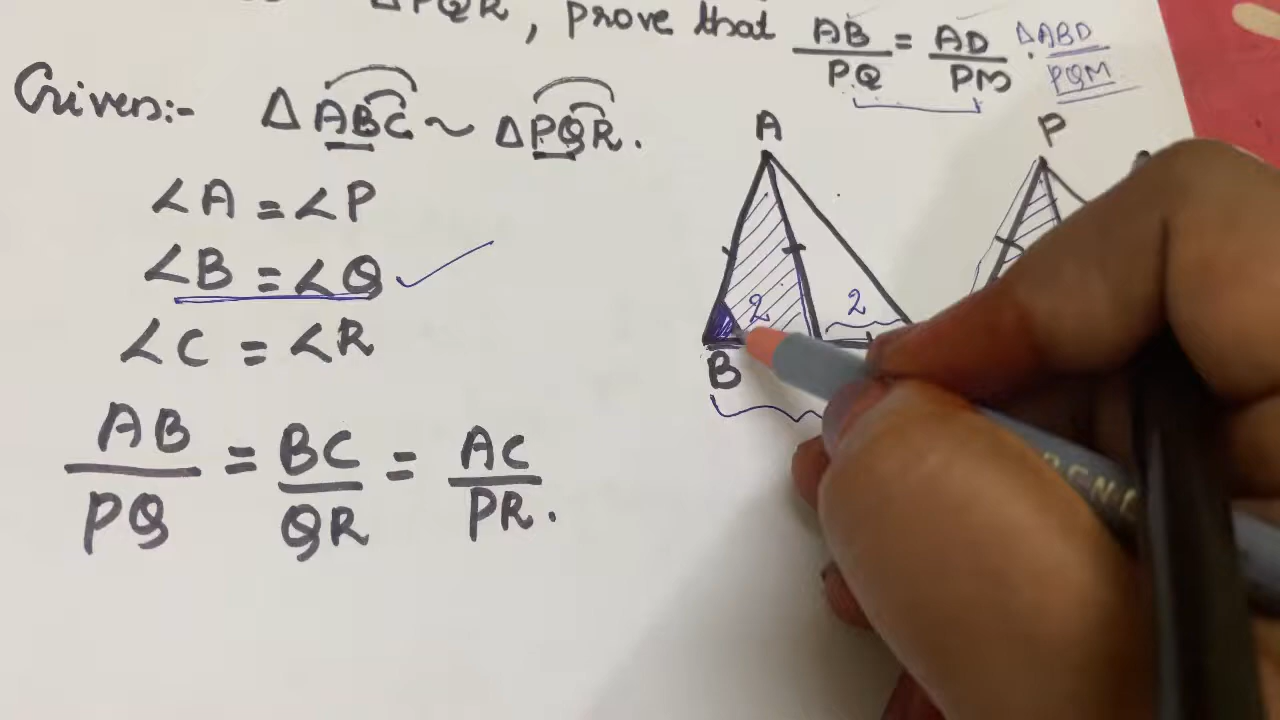 ΔPQR, prove that AB/PQ = AD/PM . ΔABD/PQM
Given:- ΔABC ~ ΔPQR.
∠A = ∠P
∠B = ∠Q ✓
∠C = ∠R
AB/PQ = BC/QR = AC/PR.
A
P
2
2
B